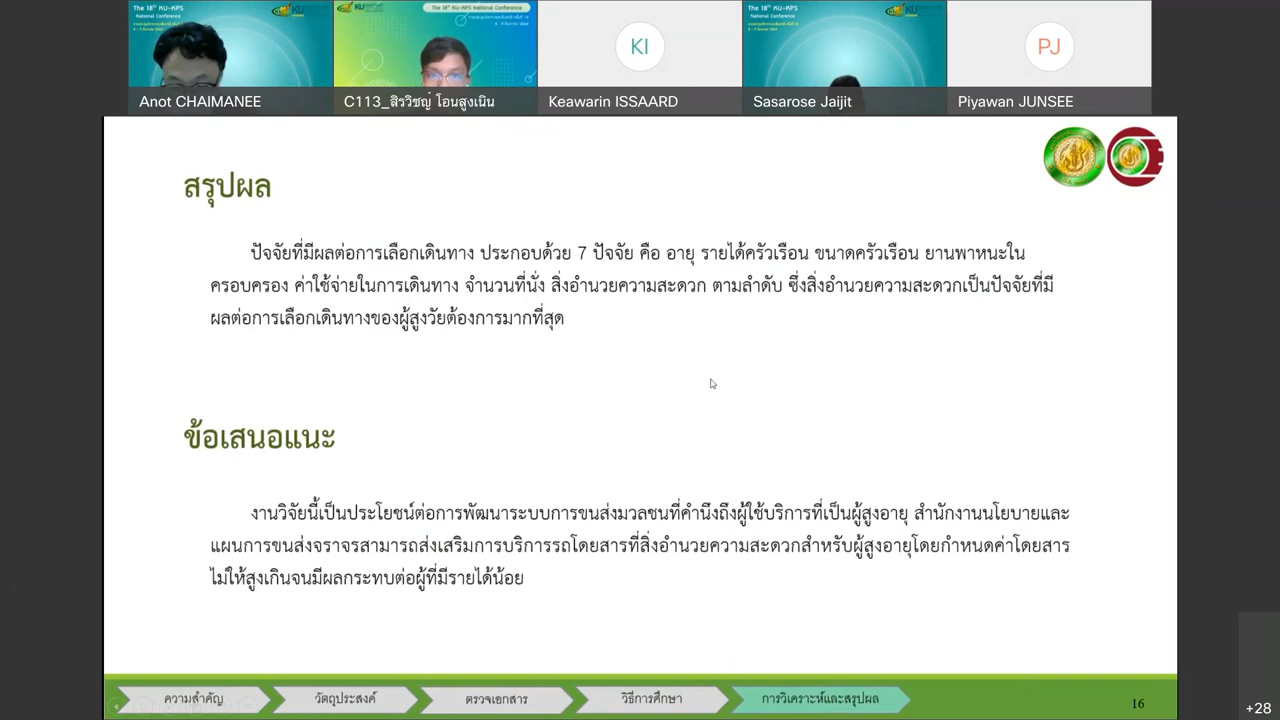 The 18th KU-KPS
National Conference
The 18th KU-KPS National Conference
The 18th KU-KPS
National Conference
KI
PJ
Anot CHAIMANEE
C113_สิรวิชญ์ โอนสูงเนิน
Keawarin ISSAARD
Sasarose Jaijit
Piyawan JUNSEE
สรุปผล
ปัจจัยที่มีผลต่อการเลือกเดินทาง ประกอบด้วย 7 ปัจจัย คือ อายุ รายได้ครัวเรือน ขนาดครัวเรือน ยานพาหนะใน
ครอบครอง ค่าใช้จ่ายในการเดินทาง จำนวนที่นั่ง สิ่งอำนวยความสะดวก ตามลำดับ ซึ่งสิ่งอำนวยความสะดวกเป็นปัจจัยที่มี
ผลต่อการเลือกเดินทางของผู้สูงวัยต้องการมากที่สุด
ข้อเสนอแนะ
งานวิจัยนี้เป็นประโยชน์ต่อการพัฒนาระบบการขนส่งมวลชนที่คำนึงถึงผู้ใช้บริการที่เป็นผู้สูงอายุ สำนักงานนโยบายและ
แผนการขนส่งจราจรสามารถส่งเสริมการบริการรถโดยสารที่สิ่งอำนวยความสะดวกสำหรับผู้สูงอายุโดยกำหนดค่าโดยสาร
ไม่ให้สูงเกินจนมีผลกระทบต่อผู้ที่มีรายได้น้อย
ความสำคัญ
วัตถุประสงค์
ตรวจเอกสาร
วิธีการศึกษา
การวิเคราะห์และสรุปผล
16
+28